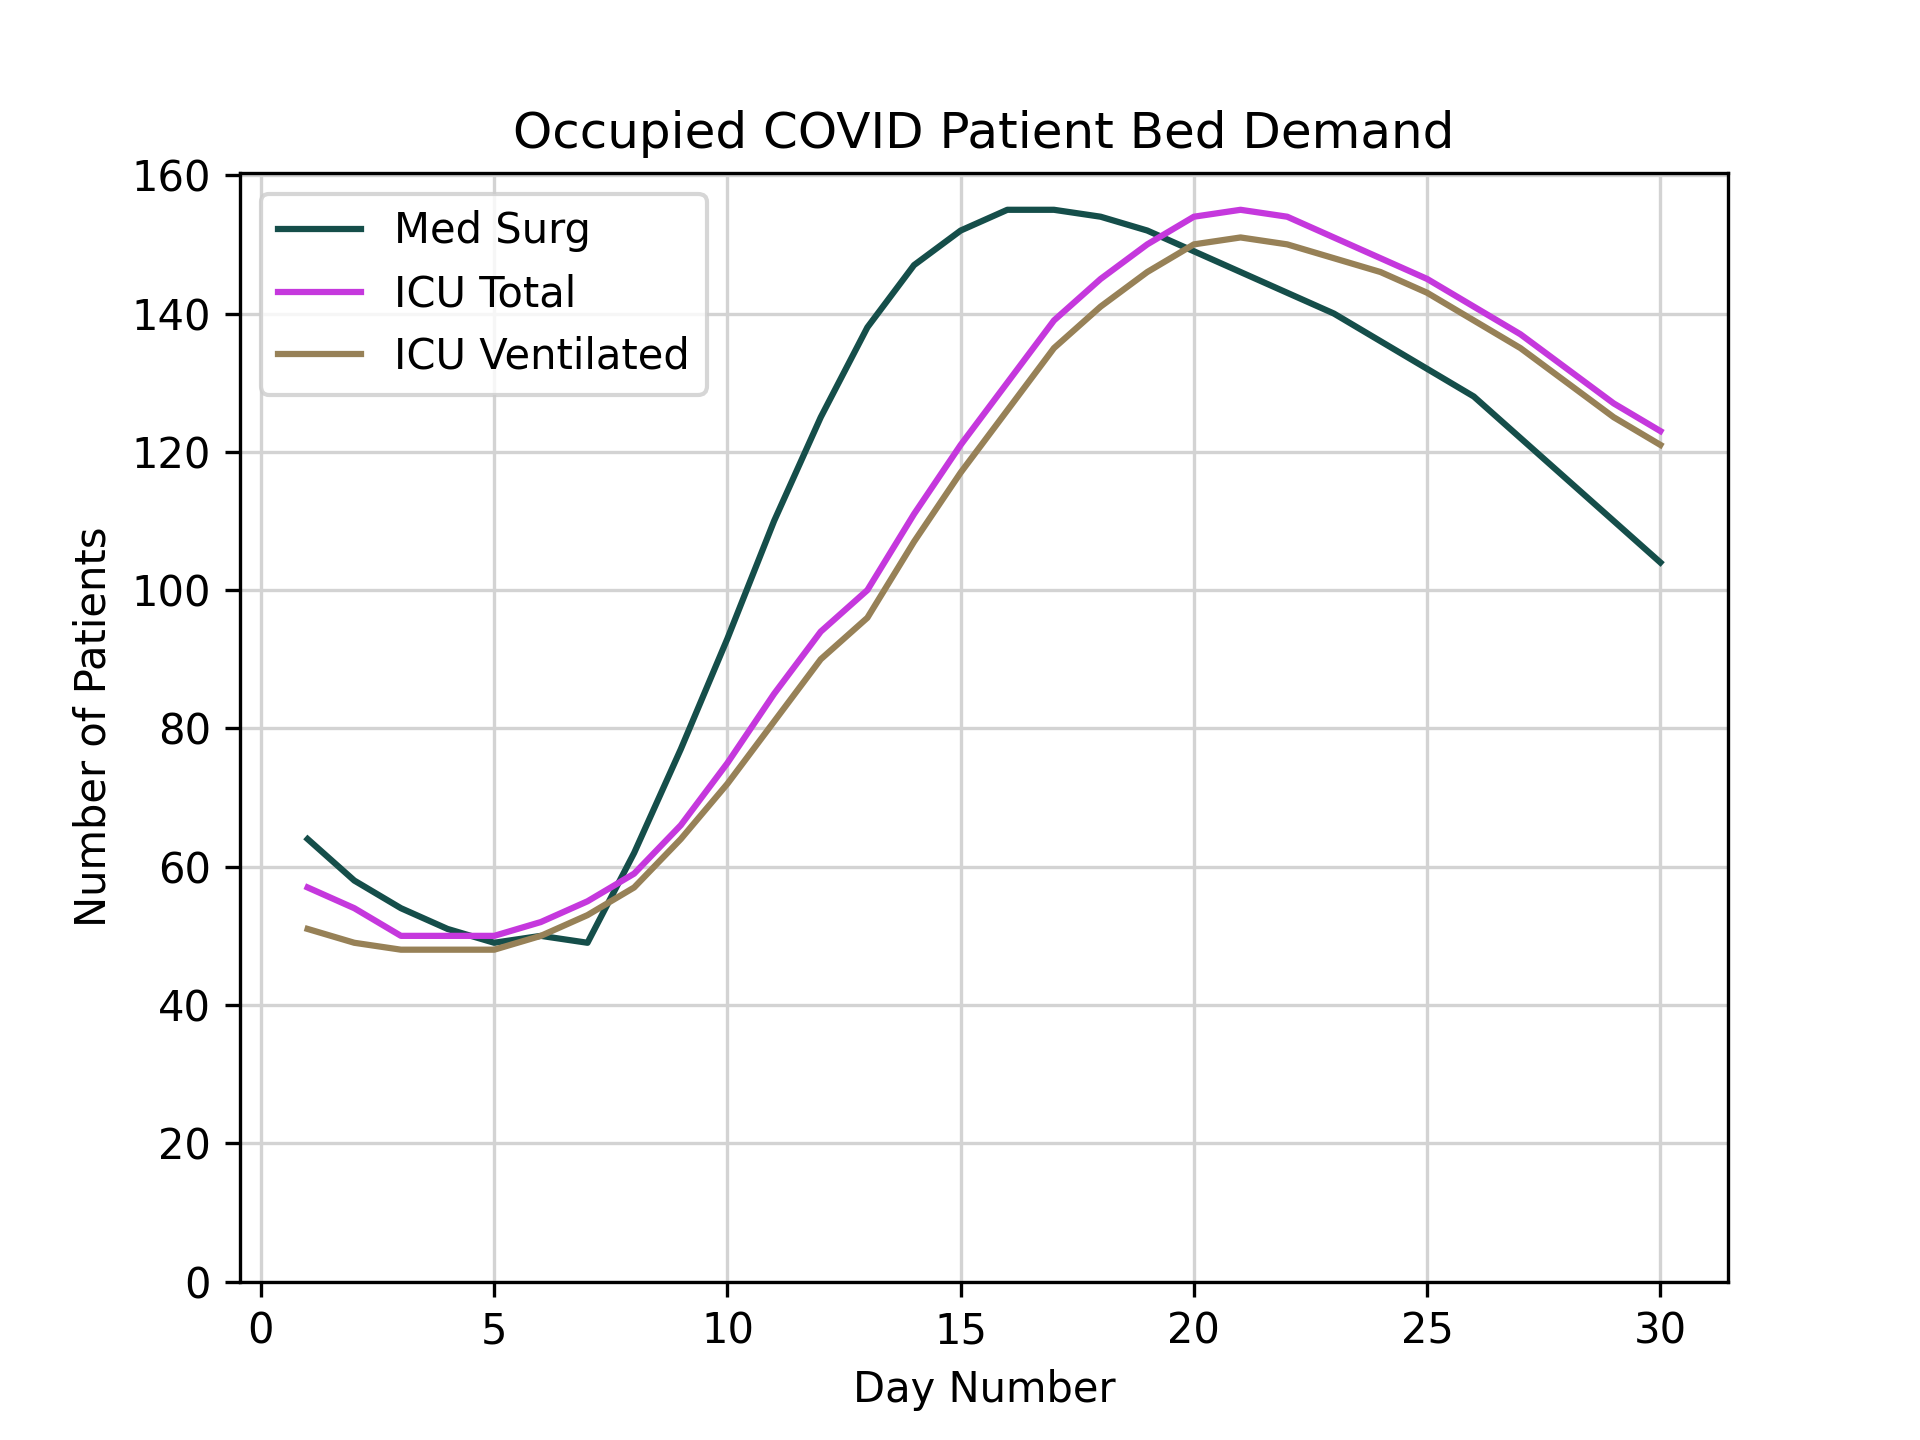 Occupied COVID Patient Bed Demand
Med Surg
ICU Total
ICU Ventilated
160
140
120
100
80
60
40
20
0
Number of Patients
0 5 10 15 20 25 30
Day Number